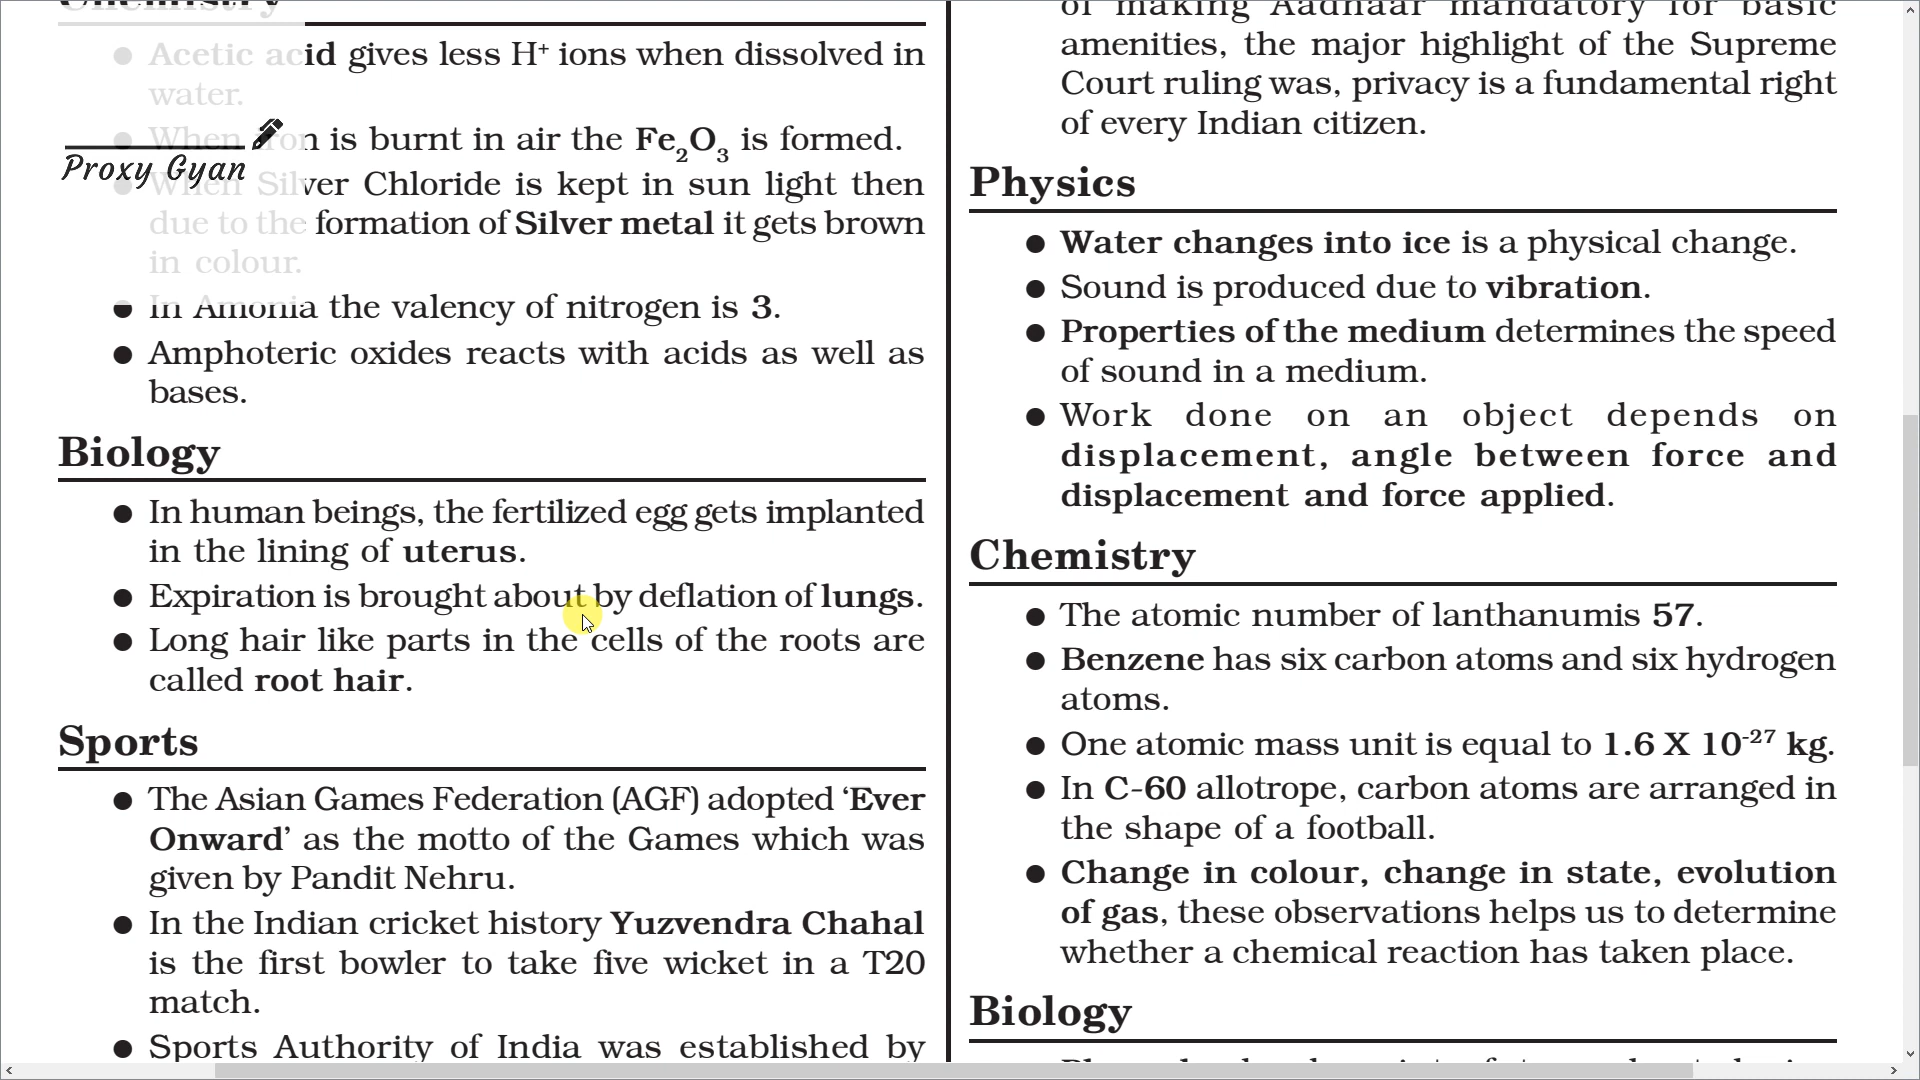 Chemistry
● Acetic acid gives less H⁺ ions when dissolved in
water.
● When iron is burnt in air the Fe₂O₃ is formed.
Proxy Gyan
● When Silver Chloride is kept in sun light then
due to the formation of Silver metal it gets brown
in colour.
● In Amonia the valency of nitrogen is 3.
● Amphoteric oxides reacts with acids as well as
bases.
Biology
● In human beings, the fertilized egg gets implanted
in the lining of uterus.
● Expiration is brought about by deflation of lungs.
● Long hair like parts in the cells of the roots are
called root hair.
Sports
● The Asian Games Federation (AGF) adopted ‘Ever
Onward’ as the motto of the Games which was
given by Pandit Nehru.
● In the Indian cricket history Yuzvendra Chahal
is the first bowler to take five wicket in a T20
match.
● Sports Authority of India was established by
of making Aadhaar mandatory for basic
amenities, the major highlight of the Supreme
Court ruling was, privacy is a fundamental right
of every Indian citizen.
Physics
● Water changes into ice is a physical change.
● Sound is produced due to vibration.
● Properties of the medium determines the speed
of sound in a medium.
● Work done on an object depends on
displacement, angle between force and
displacement and force applied.
Chemistry
● The atomic number of lanthanumis 57.
● Benzene has six carbon atoms and six hydrogen
atoms.
● One atomic mass unit is equal to 1.6 X 10⁻²⁷ kg.
● In C-60 allotrope, carbon atoms are arranged in
the shape of a football.
● Change in colour, change in state, evolution
of gas, these observations helps us to determine
whether a chemical reaction has taken place.
Biology